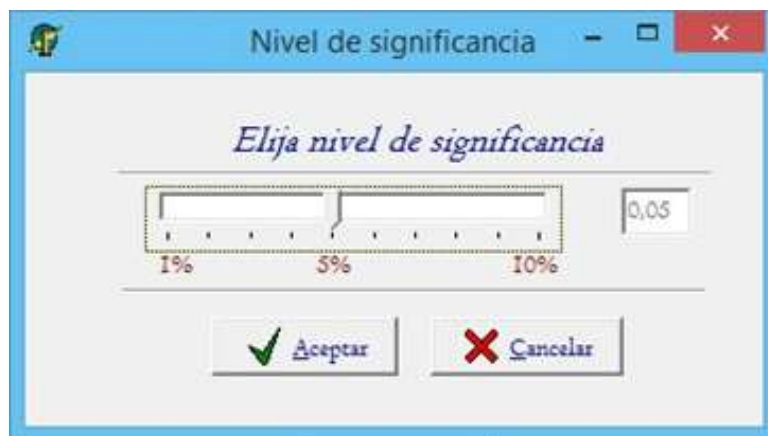 Nivel de significancia
Elija nivel de significancia
0,05
1% 5% 10%
Aceptar Cancelar